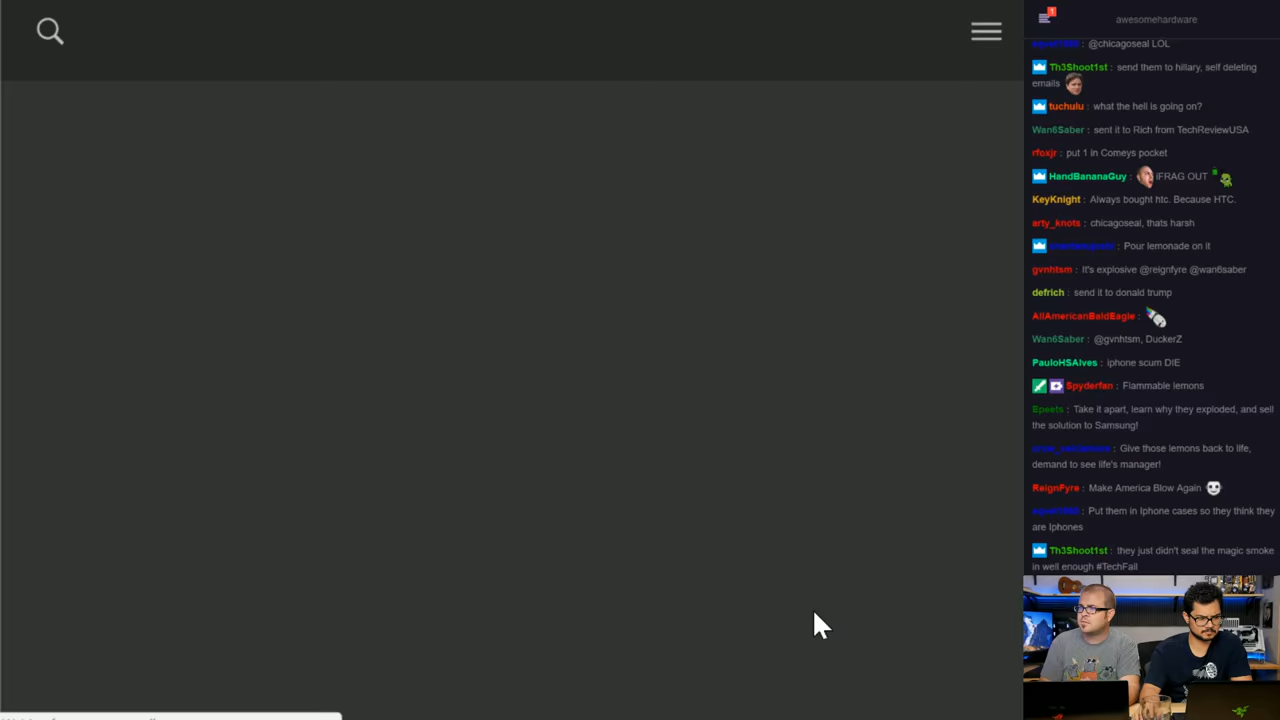 1
awesomehardware
: @chicagoseal LOL
Th3Shoot1st : send them to hillary, self deleting
emails
tuchulu : what the hell is going on?
Wan6Saber : sent it to Rich from TechReviewUSA
rfoxjr : put 1 in Comeys pocket
HandBananaGuy : iFRAG OUT
KeyKnight : Always bought htc. Because HTC.
arty_knots : chicagoseal, thats harsh
: Pour lemonade on it
gvnhtsm : It's explosive @reignfyre @wan6saber
defrich : send it to donald trump
AllAmericanBaldEagle :
Wan6Saber : @gvnhtsm, DuckerZ
PauloHSAlves : iphone scum DIE
Spyderfan : Flammable lemons
Epeets : Take it apart, learn why they exploded, and sell
the solution to Samsung!
: Give those lemons back to life,
demand to see life's manager!
ReignFyre : Make America Blow Again
: Put them in Iphone cases so they think they
are Iphones
Th3Shoot1st : they just didn't seal the magic smoke
in well enough #TechFail